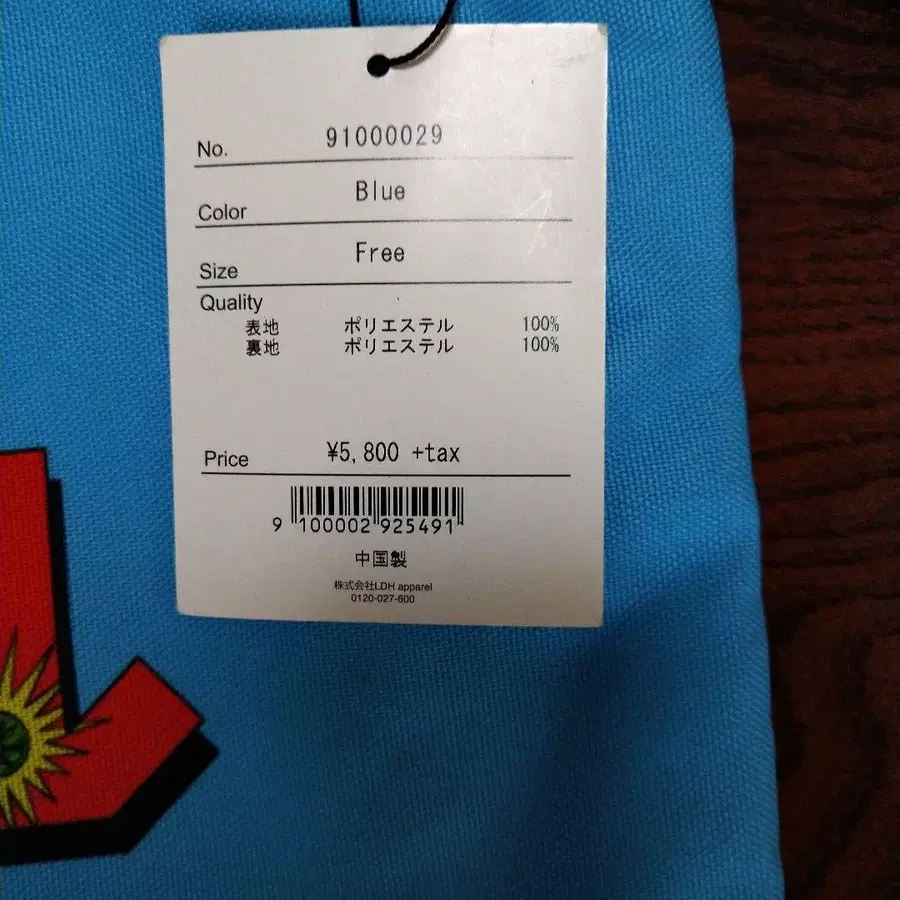 No. 91000029
Color Blue
Size Free
Quality
表地 ポリエステル 100%
裏地 ポリエステル 100%
Price ¥5,800 +tax
9 100002 925491
中国製
株式会社LDH apparel
0120-027-600